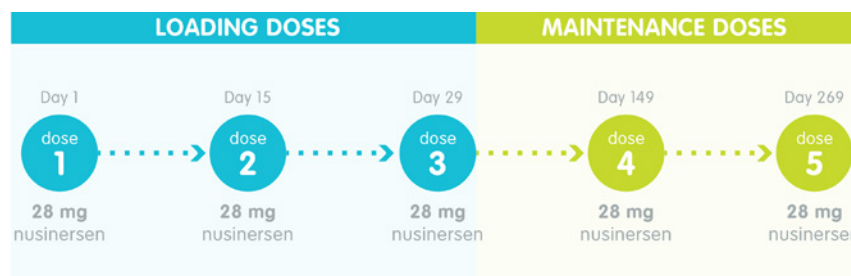 LOADING DOSES
MAINTENANCE DOSES
Day 1
Day 15
Day 29
Day 149
Day 269
dose
1
dose
2
dose
3
dose
4
dose
5
28 mg
nusinersen
28 mg
nusinersen
28 mg
nusinersen
28 mg
nusinersen
28 mg
nusinersen